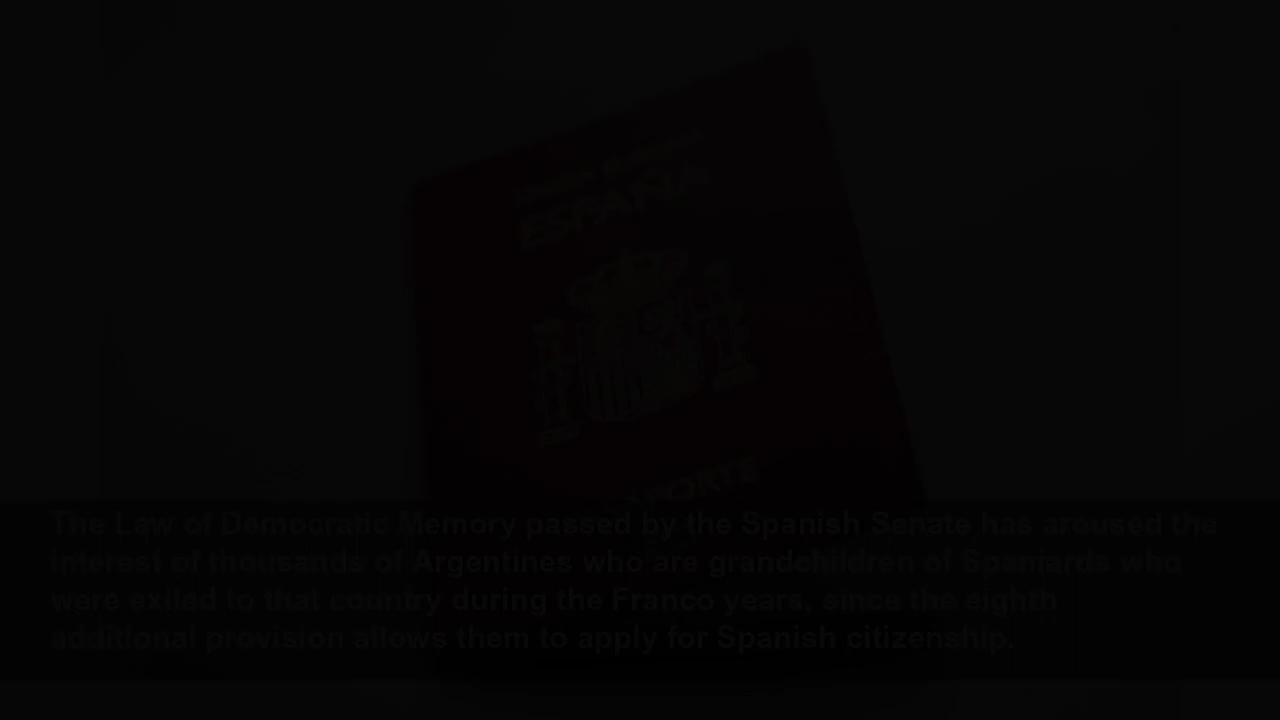 ESPAÑA
The Law of Democratic Memory passed by the Spanish Senate has aroused the
interest of thousands of Argentines who are grandchildren of Spaniards who
were exiled to that country during the Franco years, since the eighth
additional provision allows them to apply for Spanish citizenship.